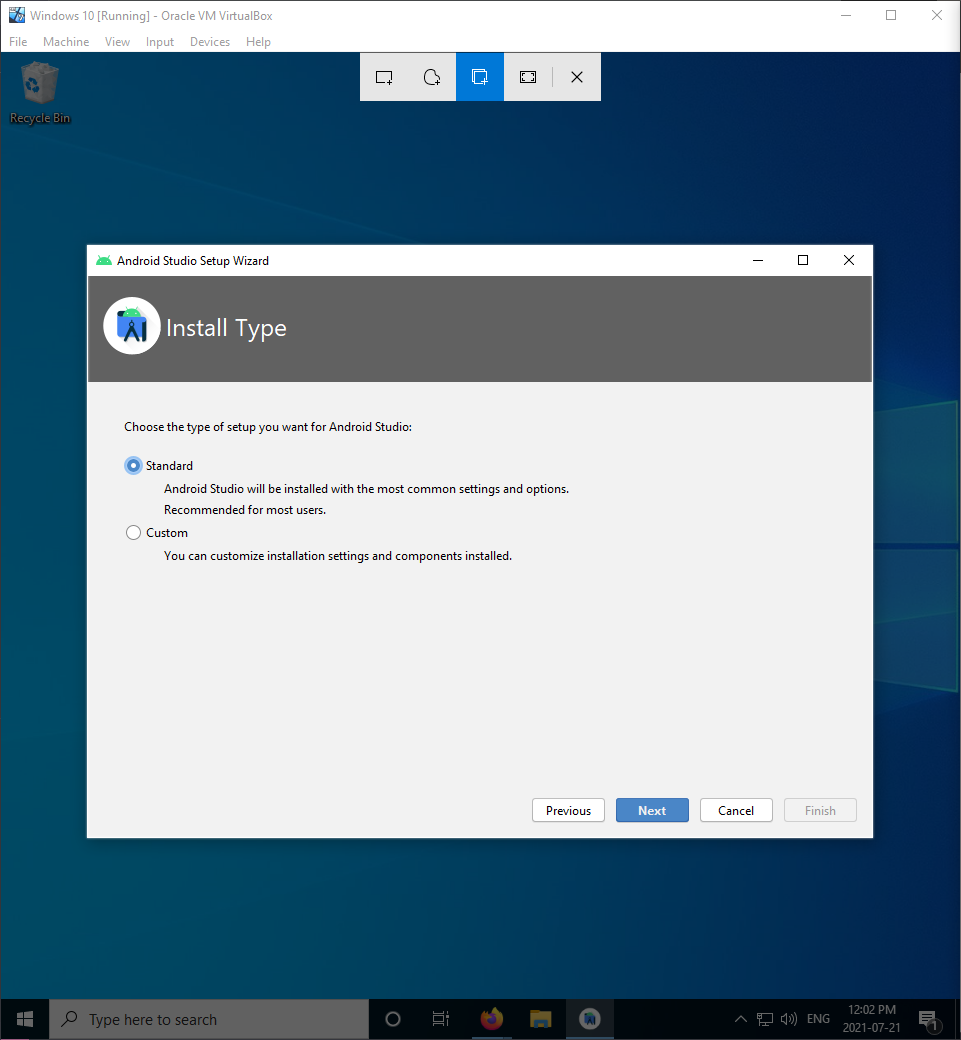 Windows 10 [Running] - Oracle VM VirtualBox
File Machine View Input Devices Help
Recycle Bin
Android Studio Setup Wizard
Install Type
Choose the type of setup you want for Android Studio:
Standard
Android Studio will be installed with the most common settings and options.
Recommended for most users.
Custom
You can customize installation settings and components installed.
Previous Next Cancel Finish
Type here to search
ENG
12:02 PM
2021-07-21
1